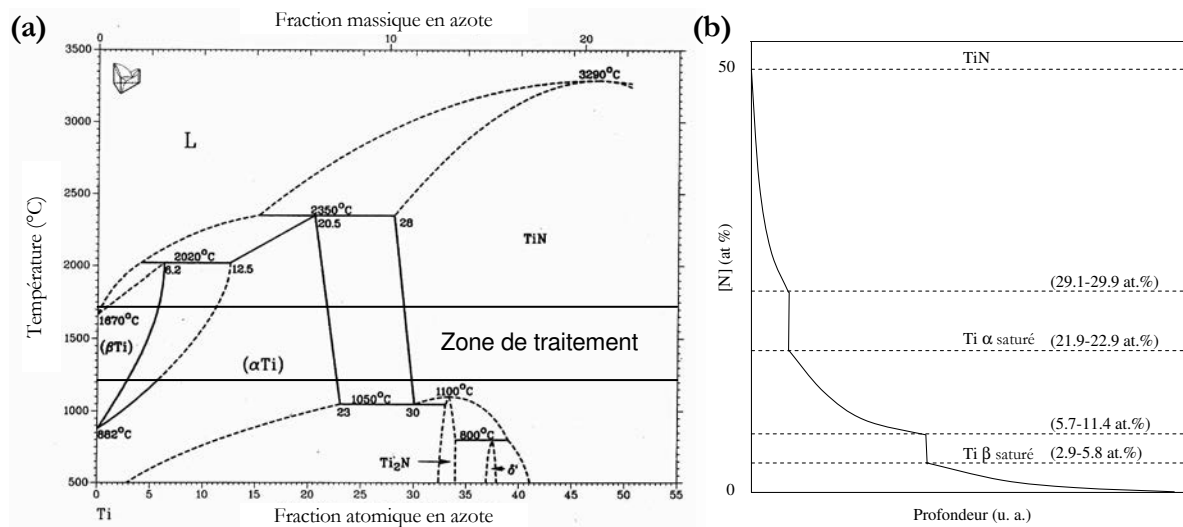 (a)
Fraction massique en azote
0 10 20
3500
3000
2500
2000
1500
1000
500
Température (°C)
L
3290°C
2350°C
20.5 28
TiN
2020°C
6.2 12.5
1670°C
(βTi)
(αTi)
Zone de traitement
882°C
1050°C
23 30
1100°C
800°C
Ti₂N
δ'
0 5 10 15 20 25 30 35 40 45 50 55
Ti
Fraction atomique en azote
(b)
TiN
50
[N] (at %)
(29.1-29.9 at.%)
Ti α saturé (21.9-22.9 at.%)
(5.7-11.4 at.%)
Ti β saturé (2.9-5.8 at.%)
0
Profondeur (u. a.)